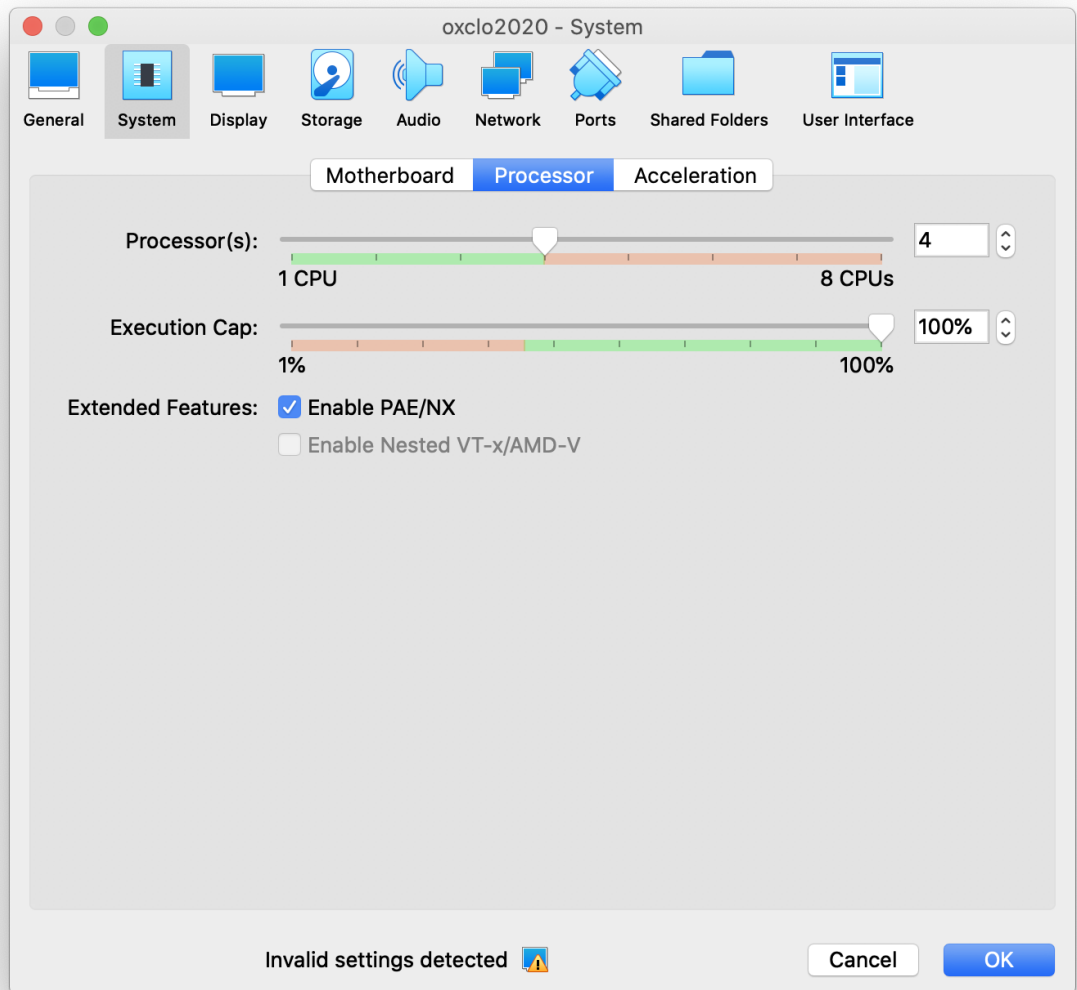 oxclo2020 - System
General System Display Storage Audio Network Ports Shared Folders User Interface
Motherboard Processor Acceleration
Processor(s): 4
1 CPU 8 CPUs
Execution Cap: 100%
1% 100%
Extended Features: Enable PAE/NX
Enable Nested VT-x/AMD-V
Invalid settings detected Cancel OK